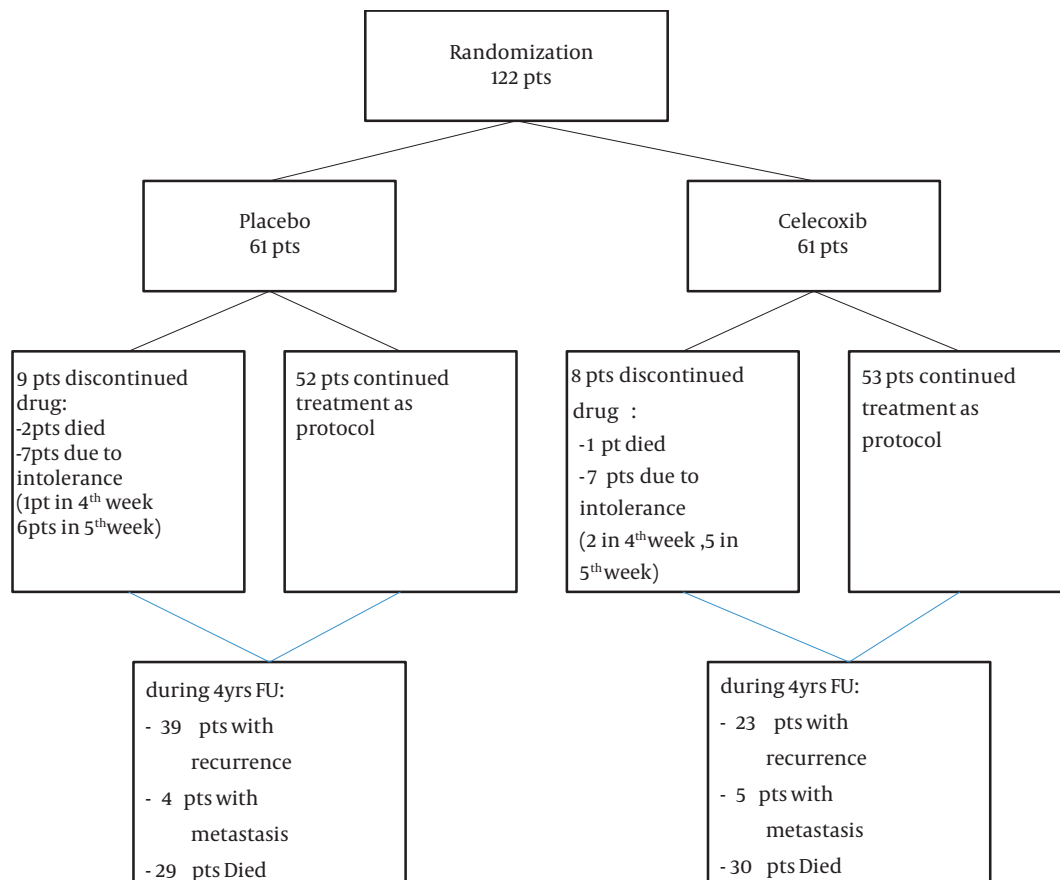 Randomization
122 pts
Placebo
61 pts
Celecoxib
61 pts
9 pts discontinued
drug:
-2pts died
-7pts due to
intolerance
(1pt in 4th week
6pts in 5th week)
52 pts continued
treatment as
protocol
8 pts discontinued
drug :
-1 pt died
-7 pts due to
intolerance
(2 in 4th week ,5 in
5th week)
53 pts continued
treatment as
protocol
during 4yrs FU:
- 39 pts with
recurrence
- 4 pts with
metastasis
-29 pts Died
during 4yrs FU:
- 23 pts with
recurrence
- 5 pts with
metastasis
-30 pts Died